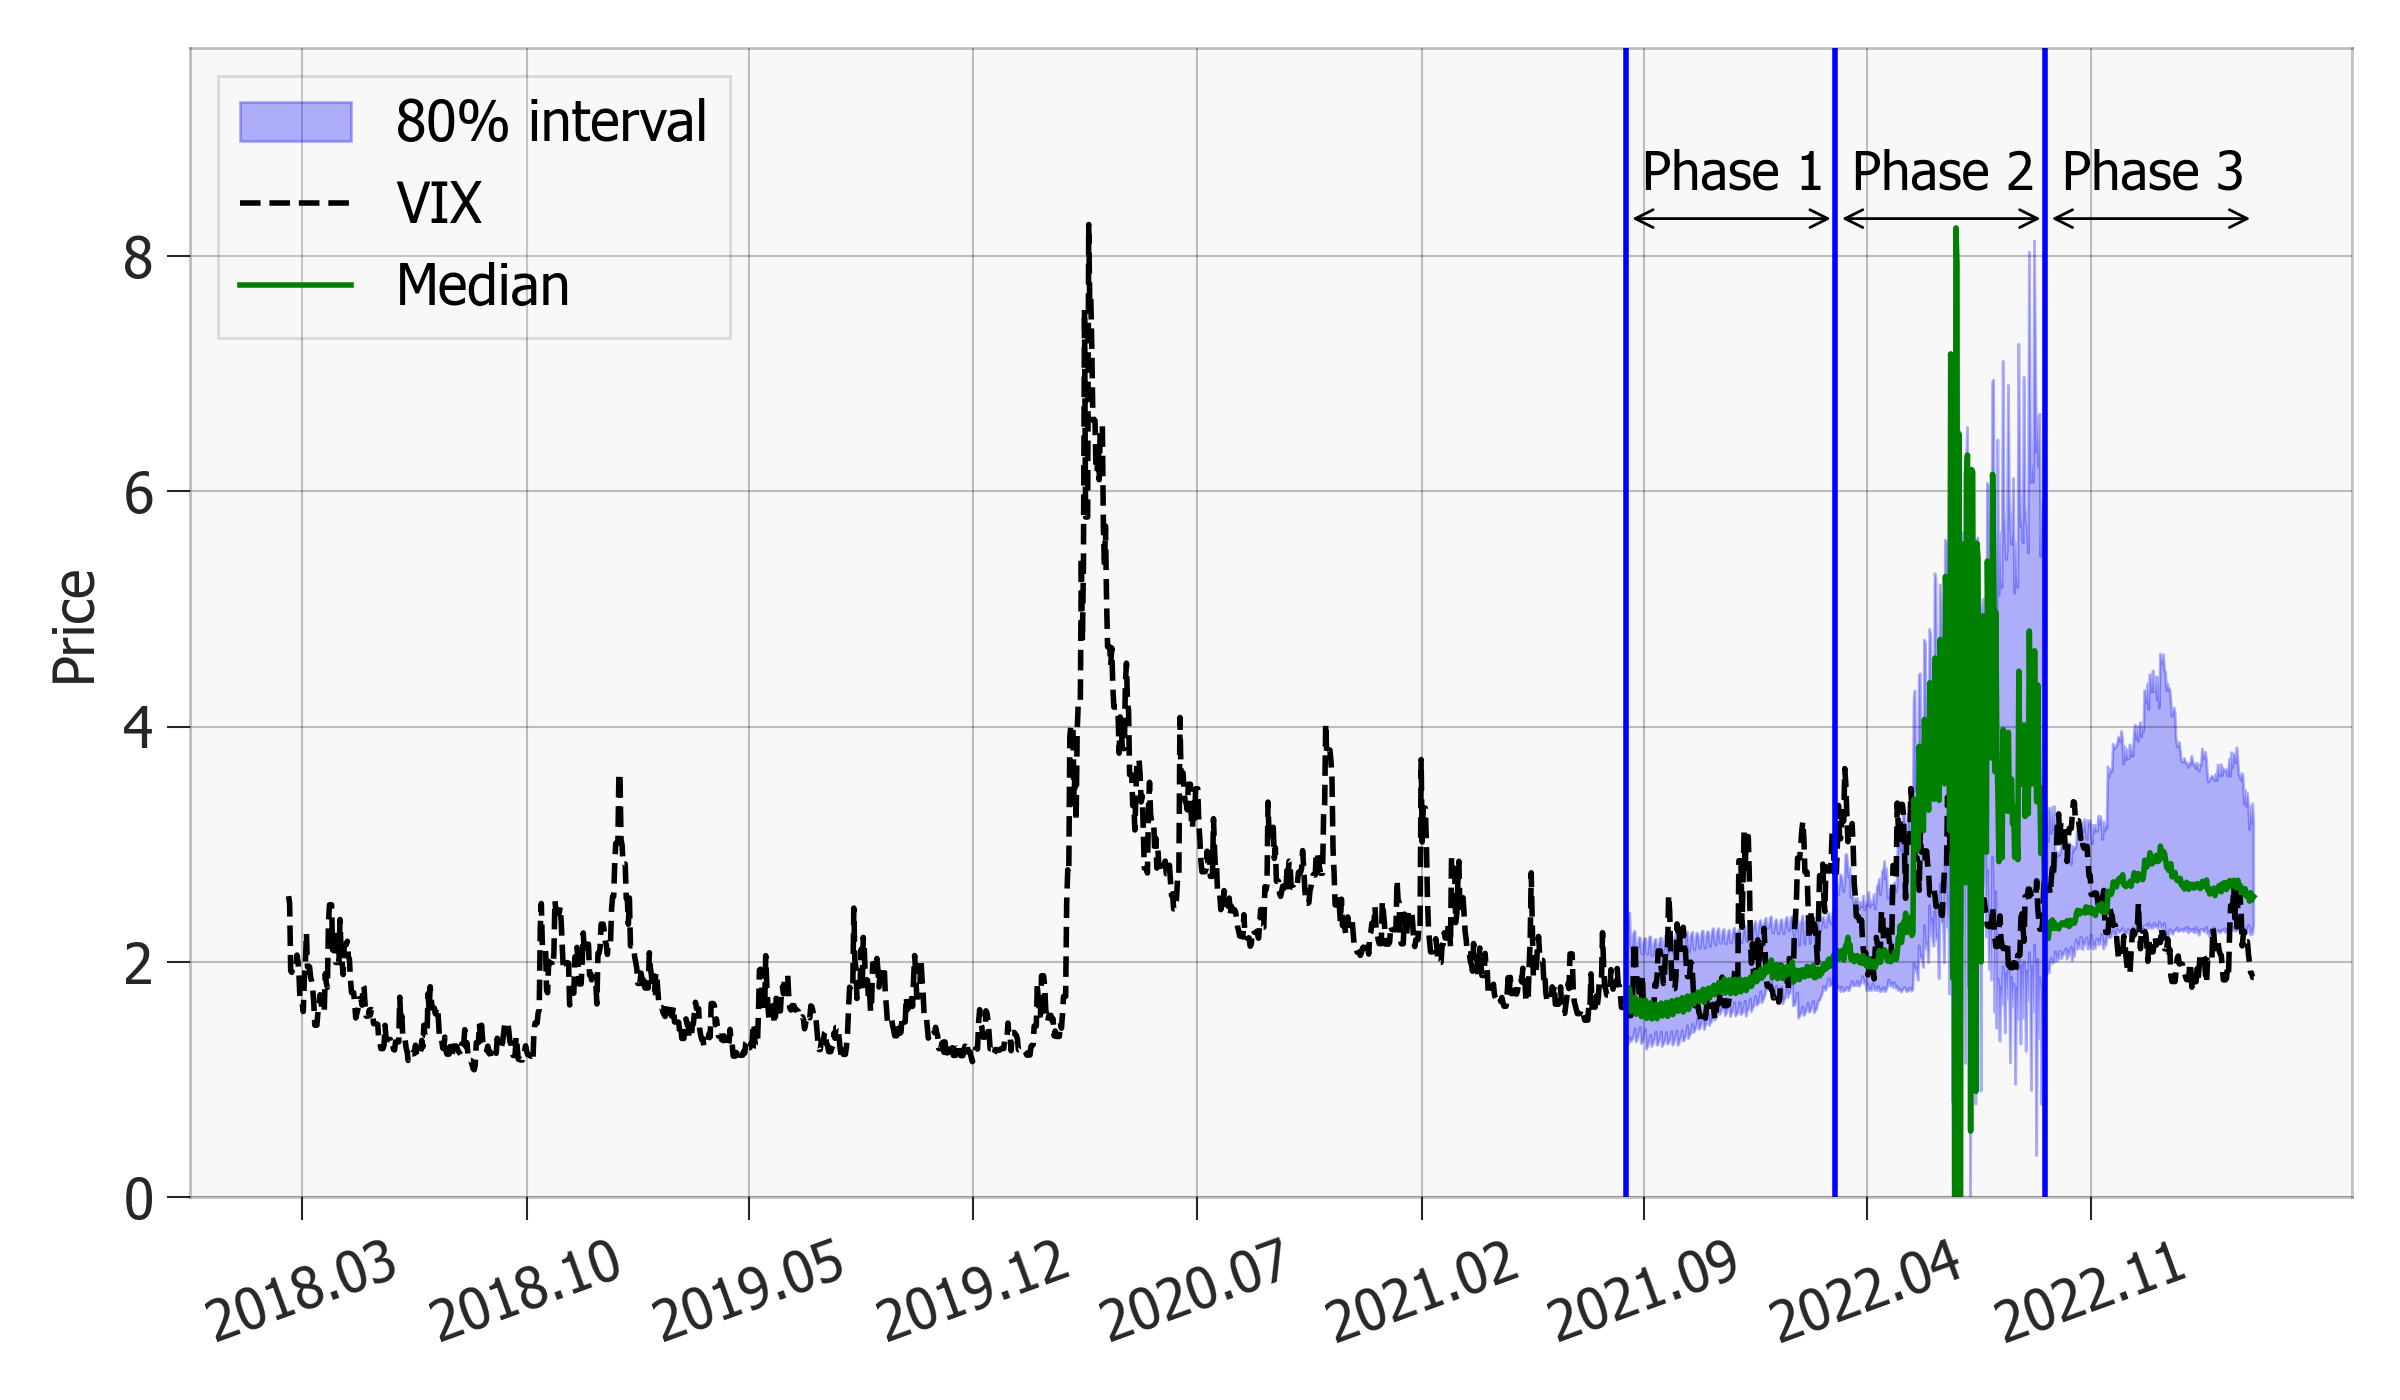 80% interval
VIX
Median
Phase 1
Phase 2
Phase 3
Price
8
6
4
2
0
2018.03
2018.10
2019.05
2019.12
2020.07
2021.02
2021.09
2022.04
2022.11